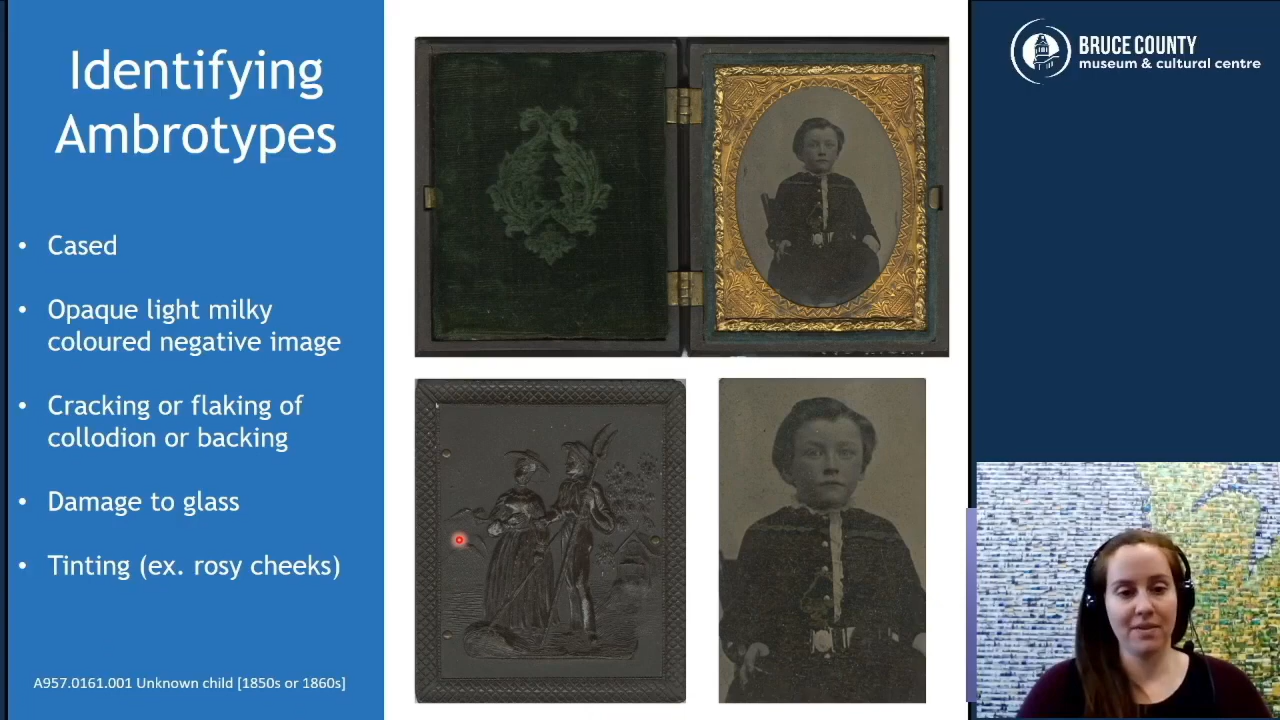 Identifying
Ambrotypes
• Cased
• Opaque light milky
coloured negative image
• Cracking or flaking of
collodion or backing
• Damage to glass
• Tinting (ex. rosy cheeks)
A957.0161.001 Unknown child [1850s or 1860s]
BRUCE COUNTY
museum & cultural centre